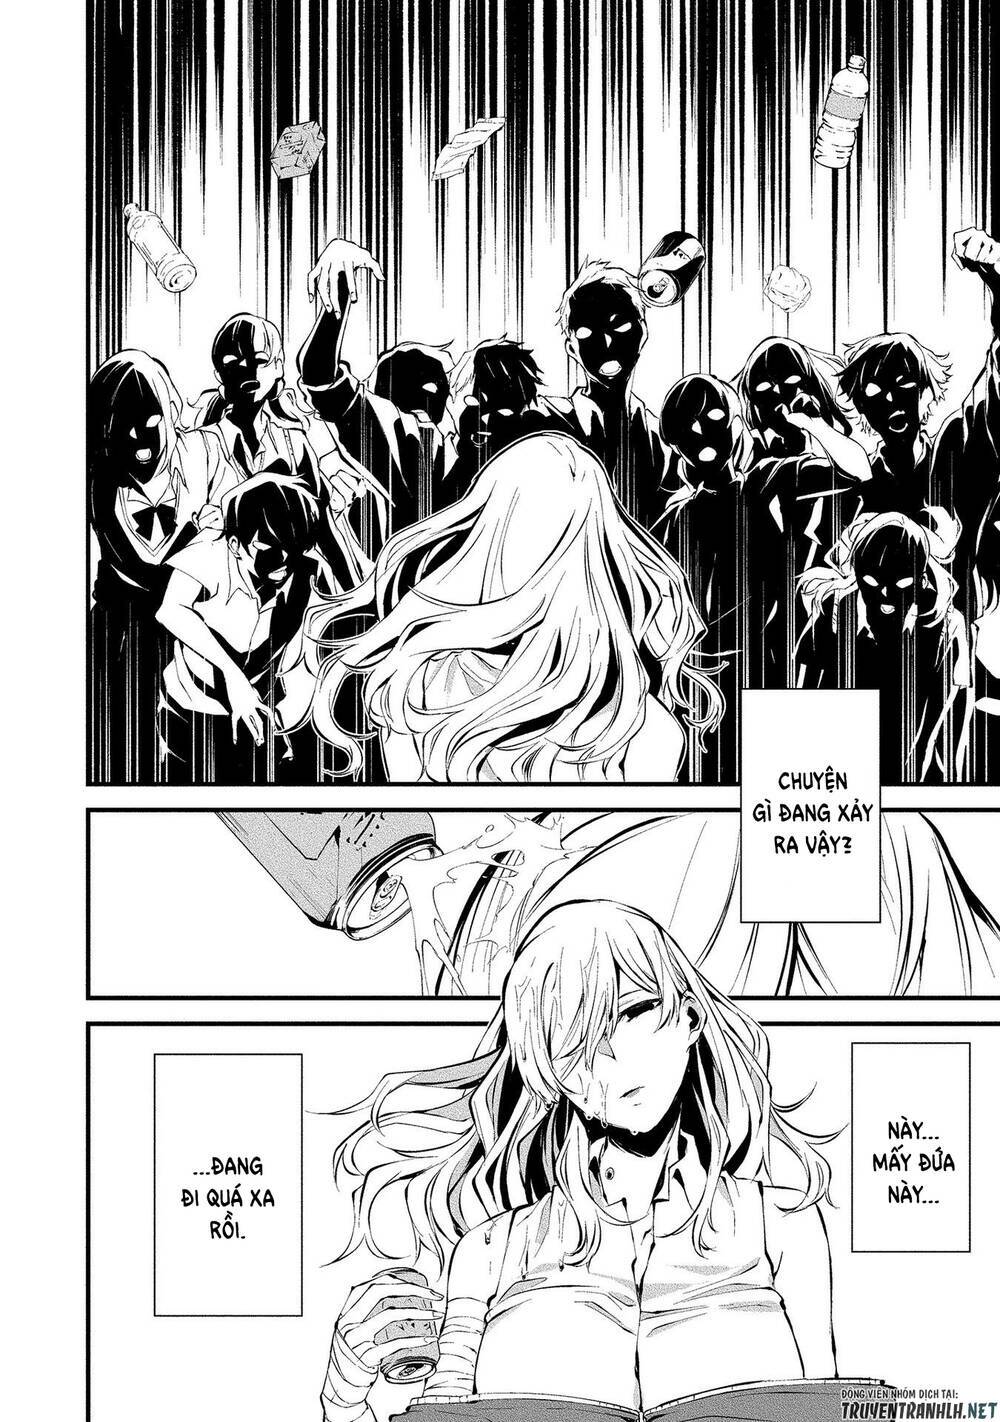 CHUYỆN
GÌ ĐANG XẢY
RA VẬY?
NÀY...
MẤY ĐỨA
NÀY...
...ĐANG
ĐI QUÁ XA
RỒI.
ĐỘNG VIÊN NHÓM DỊCH TẠI:
TRUYENTRANHLH.NET